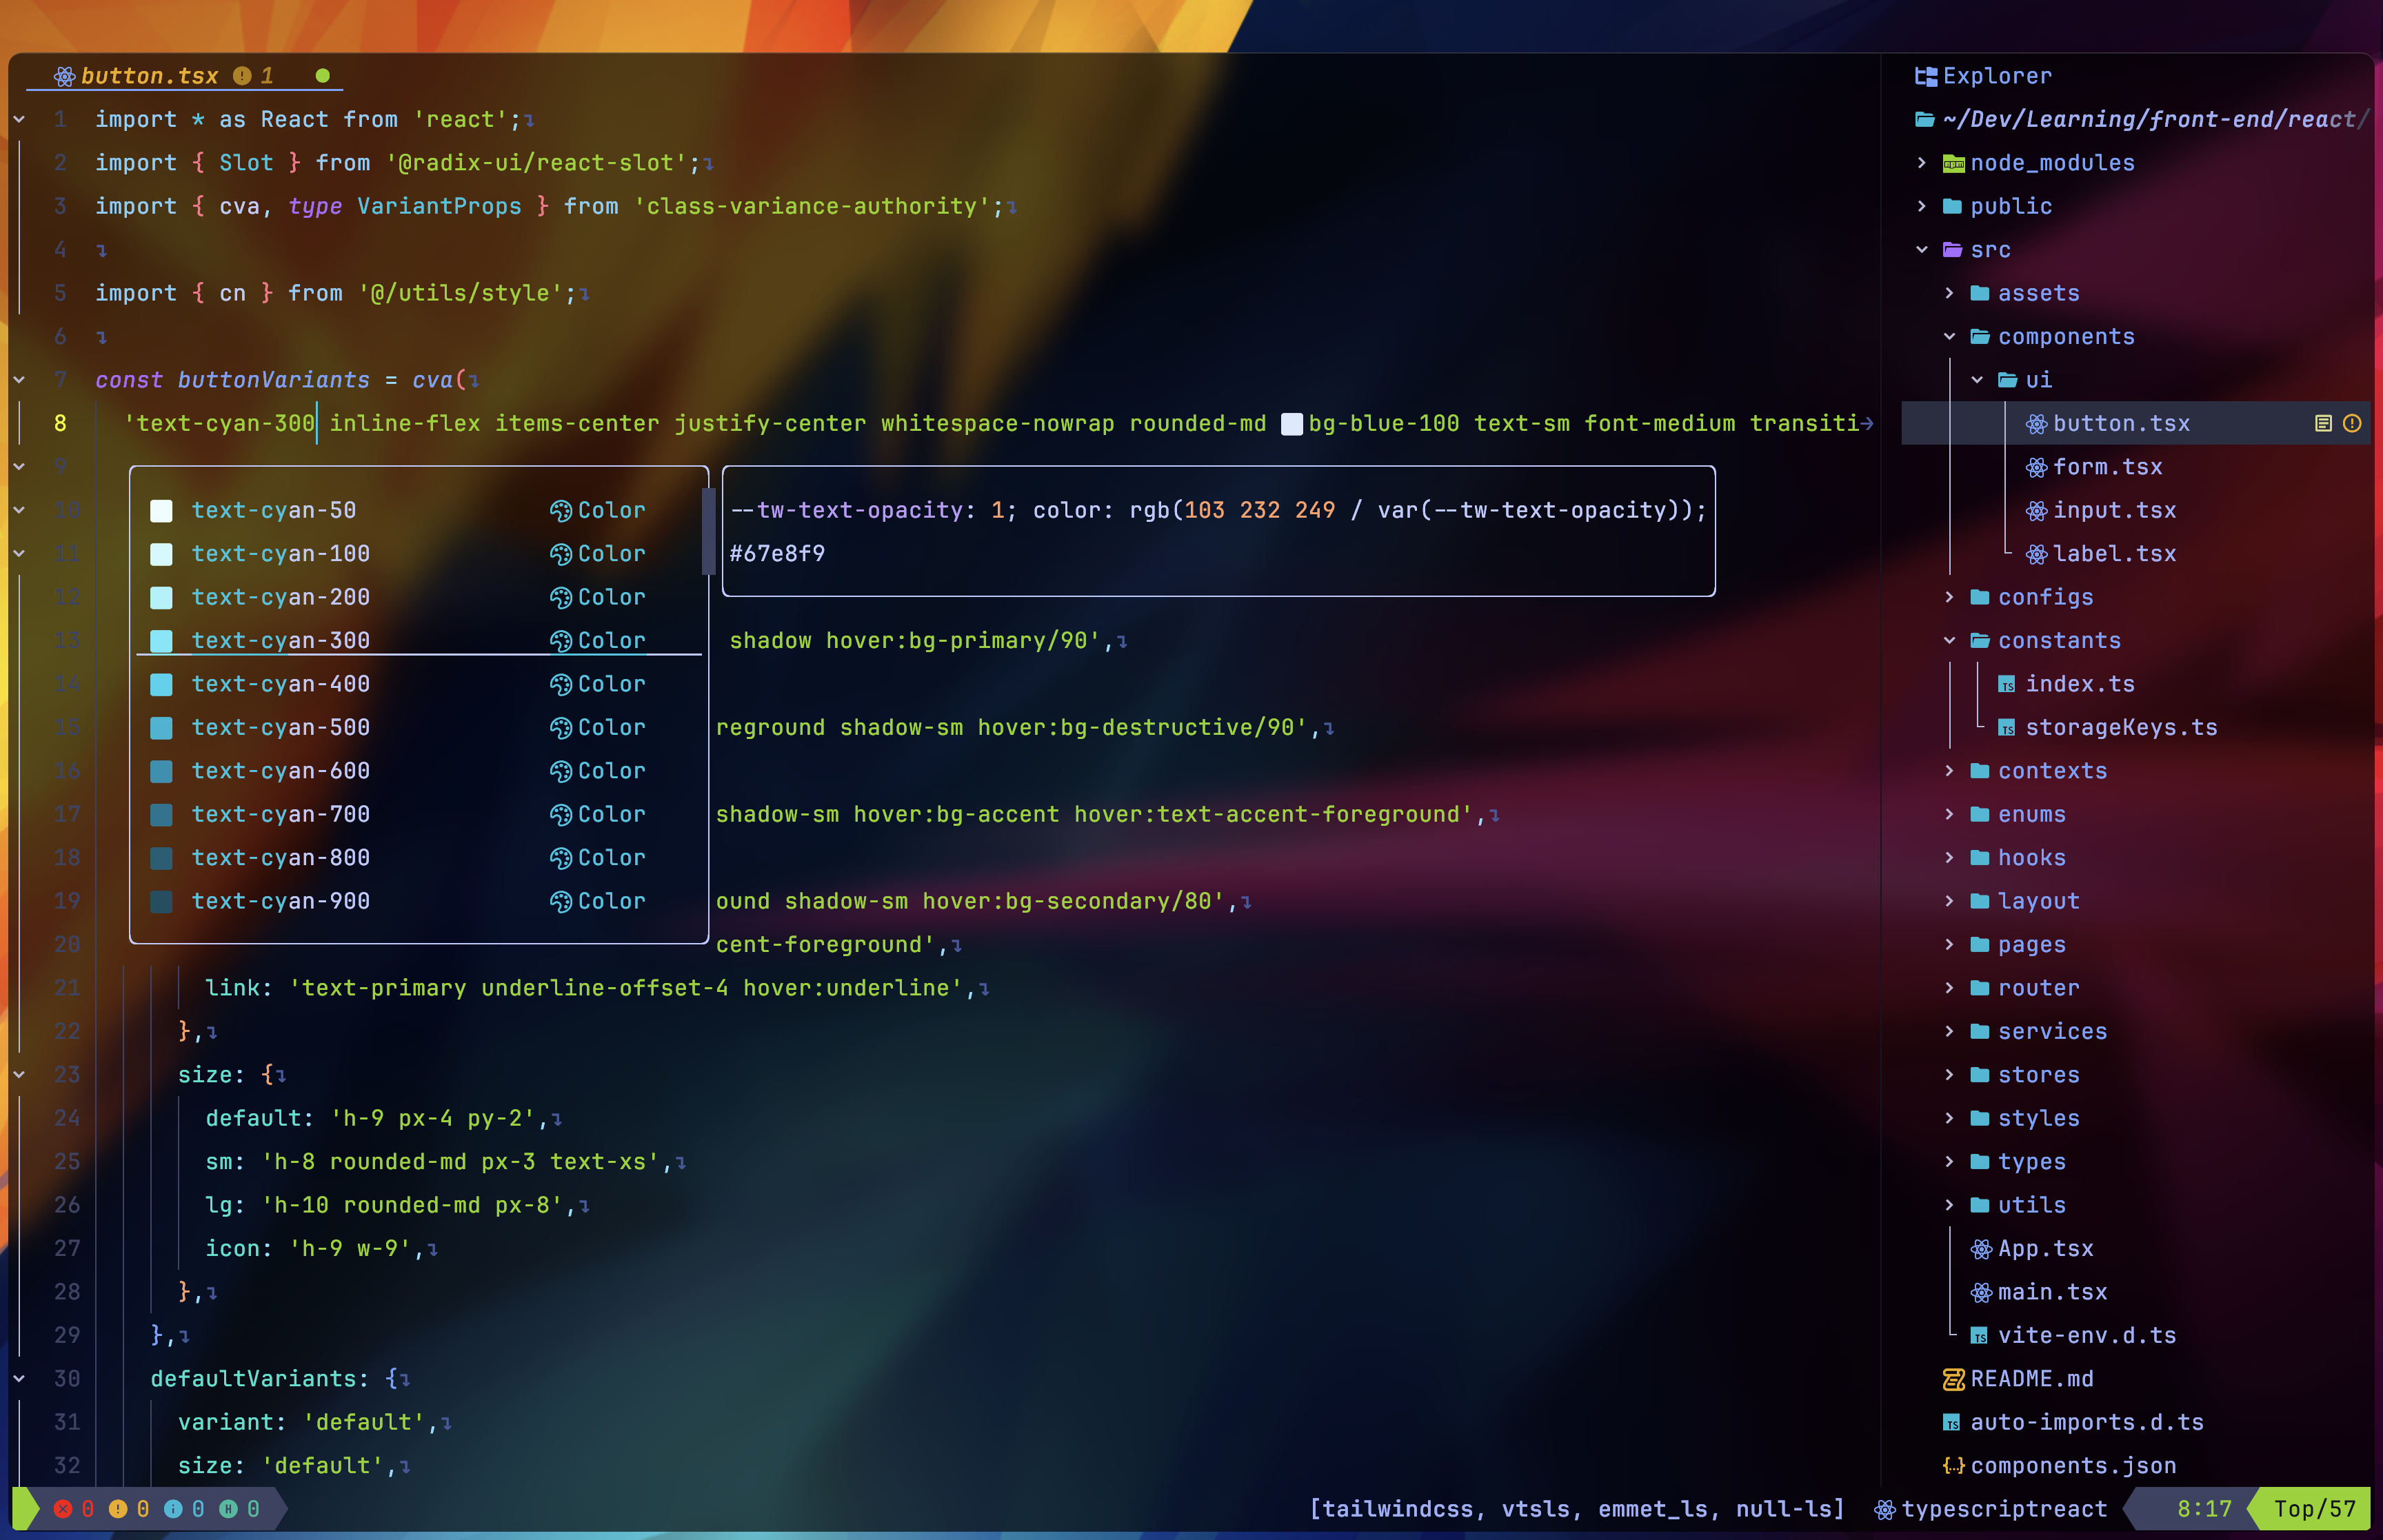 button.tsx 1
1 import * as React from 'react';
2 import { Slot } from '@radix-ui/react-slot';
3 import { cva, type VariantProps } from 'class-variance-authority';
4
5 import { cn } from '@/utils/style';
6
7 const buttonVariants = cva(
8 'text-cyan-300 inline-flex items-center justify-center whitespace-nowrap rounded-md bg-blue-100 text-sm font-medium transiti
9
10 text-cyan-50 Color --tw-text-opacity: 1; color: rgb(103 232 249 / var(--tw-text-opacity));
11 text-cyan-100 Color #67e8f9
12 text-cyan-200 Color
13 text-cyan-300 Color shadow hover:bg-primary/90',
14 text-cyan-400 Color
15 text-cyan-500 Color reground shadow-sm hover:bg-destructive/90',
16 text-cyan-600 Color
17 text-cyan-700 Color shadow-sm hover:bg-accent hover:text-accent-foreground',
18 text-cyan-800 Color
19 text-cyan-900 Color ound shadow-sm hover:bg-secondary/80',
20 cent-foreground',
21 link: 'text-primary underline-offset-4 hover:underline',
22 },
23 size: {
24 default: 'h-9 px-4 py-2',
25 sm: 'h-8 rounded-md px-3 text-xs',
26 lg: 'h-10 rounded-md px-8',
27 icon: 'h-9 w-9',
28 },
29 },
30 defaultVariants: {
31 variant: 'default',
32 size: 'default',
Explorer
~/Dev/Learning/front-end/react/
node_modules
public
src
assets
components
ui
button.tsx
form.tsx
input.tsx
label.tsx
configs
constants
TS index.ts
TS storageKeys.ts
contexts
enums
hooks
layout
pages
router
services
stores
styles
types
utils
App.tsx
main.tsx
TS vite-env.d.ts
README.md
TS auto-imports.d.ts
{..} components.json
0 0 0 H 0 [tailwindcss, vtsls, emmet_ls, null-ls] typescriptreact 8:17 Top/57